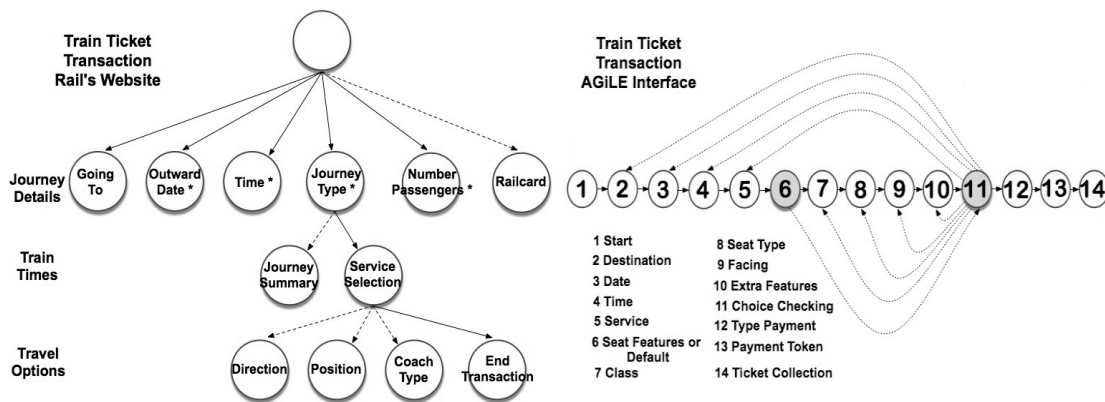 Train Ticket
Transaction
Rail's Website
Journey
Details
Going
To
Outward
Date *
Time *
Journey
Type *
Number
Passengers *
Railcard
Train
Times
Journey
Summary
Service
Selection
Travel
Options
Direction
Position
Coach
Type
End
Transaction
Train Ticket
Transaction
AGiLE Interface
1 2 3 4 5 6 7 8 9 10 11 12 13 14
1 Start
2 Destination
3 Date
4 Time
5 Service
6 Seat Features or
Default
7 Class
8 Seat Type
9 Facing
10 Extra Features
11 Choice Checking
12 Type Payment
13 Payment Token
14 Ticket Collection